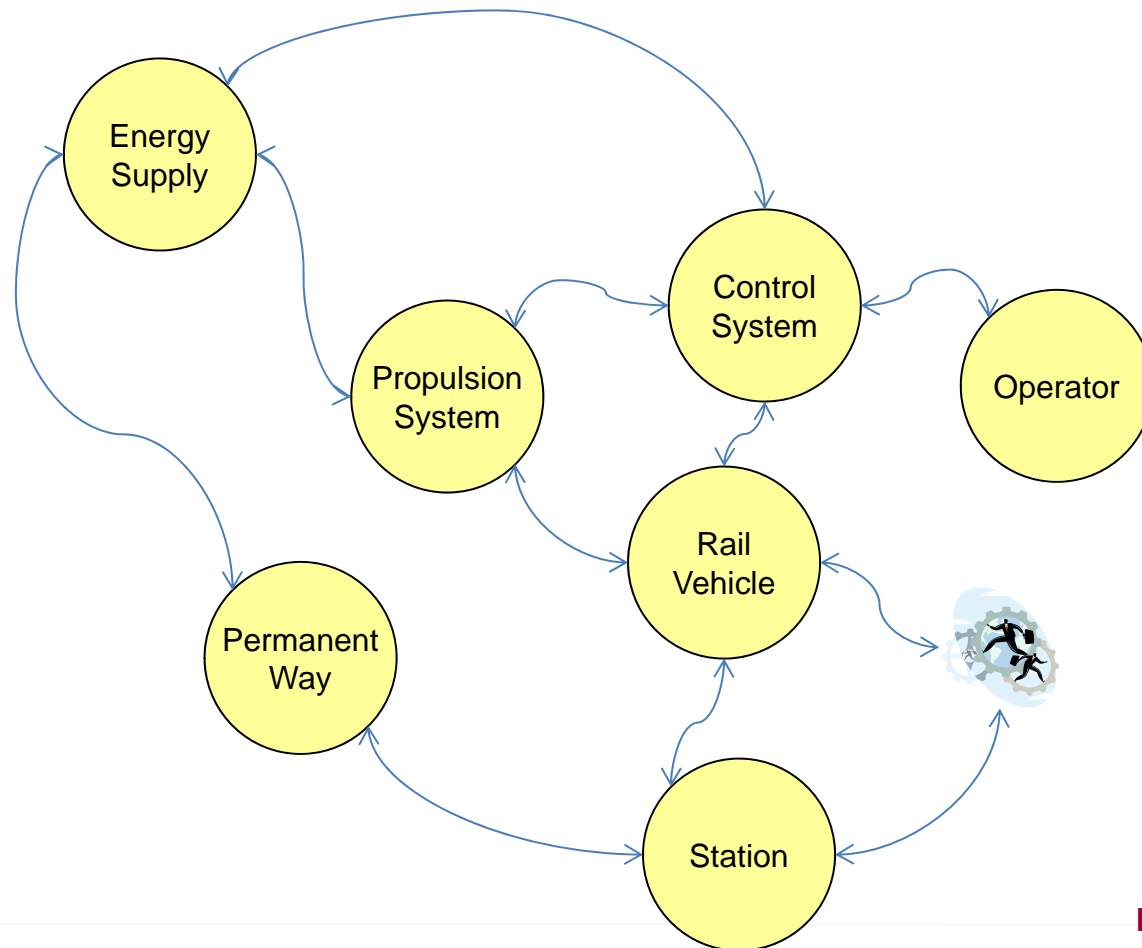 Energy
Supply
Control
System
Propulsion
System
Operator
Rail
Vehicle
Permanent
Way
Station